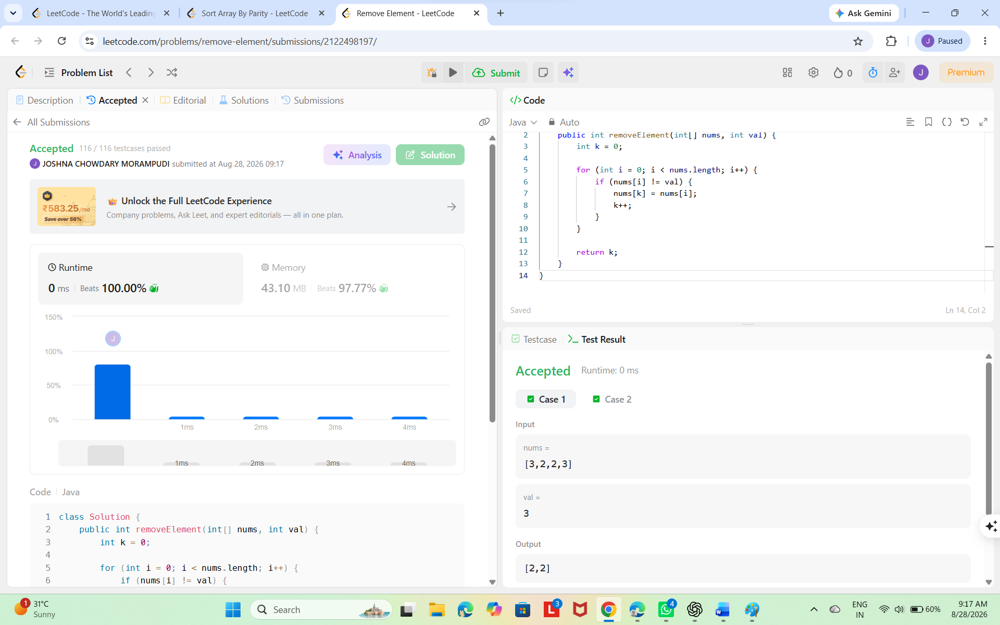 LeetCode - The World's Leading
Sort Array By Parity - LeetCode
Remove Element - LeetCode
Ask Gemini
leetcode.com/problems/remove-element/submissions/2122498197/
J Paused
Problem List
Submit
0
J
Premium
Description
Accepted
Editorial
Solutions
Submissions
All Submissions
Accepted 116 / 116 testcases passed
J JOSHNA CHOWDARY MORAMPUDI submitted at Aug 28, 2026 09:17
Analysis
Solution
₹583.25/mo
Save over 56%
Unlock the Full LeetCode Experience
Company problems, Ask Leet, and expert editorials — all in one plan.
Runtime
0 ms Beats 100.00%
Memory
43.10 MB Beats 97.77%
150%
100%
50%
0%
J
1ms 2ms 3ms 4ms
1ms 2ms 3ms 4ms
Code Java
1 class Solution {
2 public int removeElement(int[] nums, int val) {
3 int k = 0;
4
5 for (int i = 0; i < nums.length; i++) {
6 if (nums[i] != val) {
</> Code
Java
Auto
2 public int removeElement(int[] nums, int val) {
3 int k = 0;
4
5 for (int i = 0; i < nums.length; i++) {
6 if (nums[i] != val) {
7 nums[k] = nums[i];
8 k++;
9 }
10 }
11
12 return k;
13 }
14 }
Saved
Ln 14, Col 2
Testcase
Test Result
Accepted Runtime: 0 ms
Case 1
Case 2
Input
nums =
[3,2,2,3]
val =
3
Output
[2,2]
1
31°C
Sunny
Search
L
3
4
ENG
IN
60%
9:17 AM
8/28/2026